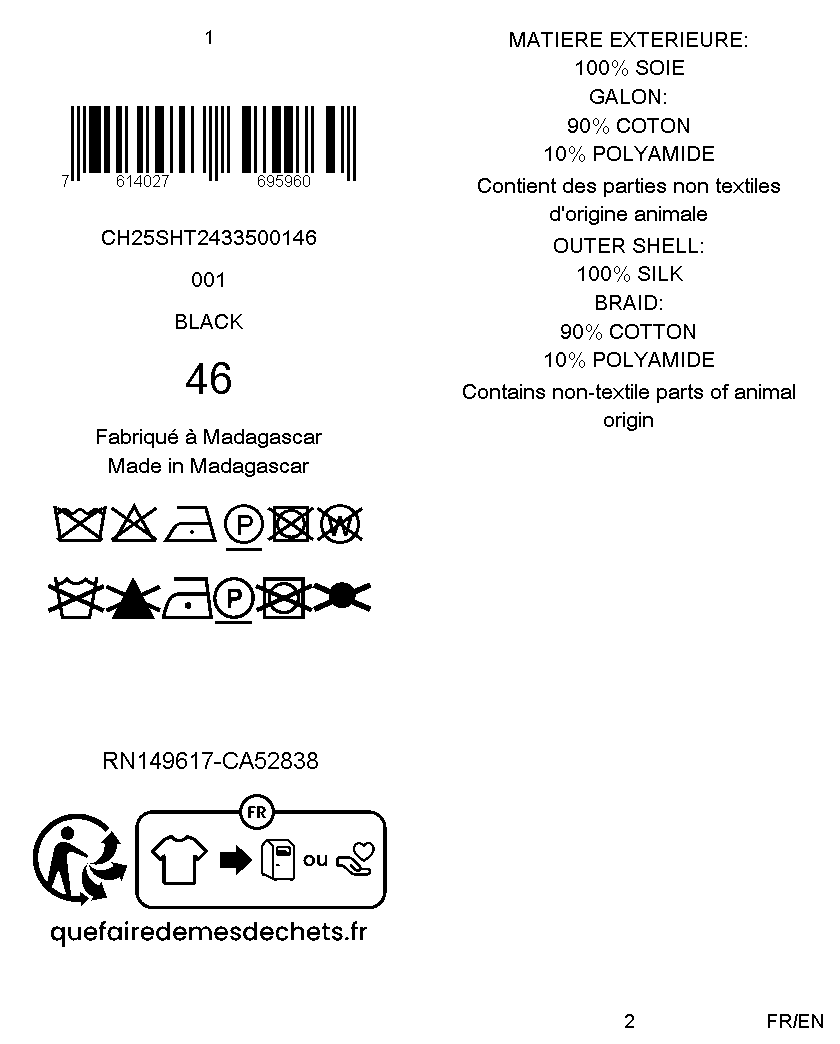 1
7 614027 695960
CH25SHT2433500146
001
BLACK
46
Fabriqué à Madagascar
Made in Madagascar
P
W
P
RN149617-CA52838
FR
ou
quefairedemesdechets.fr
MATIERE EXTERIEURE:
100% SOIE
GALON:
90% COTON
10% POLYAMIDE
Contient des parties non textiles
d'origine animale
OUTER SHELL:
100% SILK
BRAID:
90% COTTON
10% POLYAMIDE
Contains non-textile parts of animal
origin
2
FR/EN